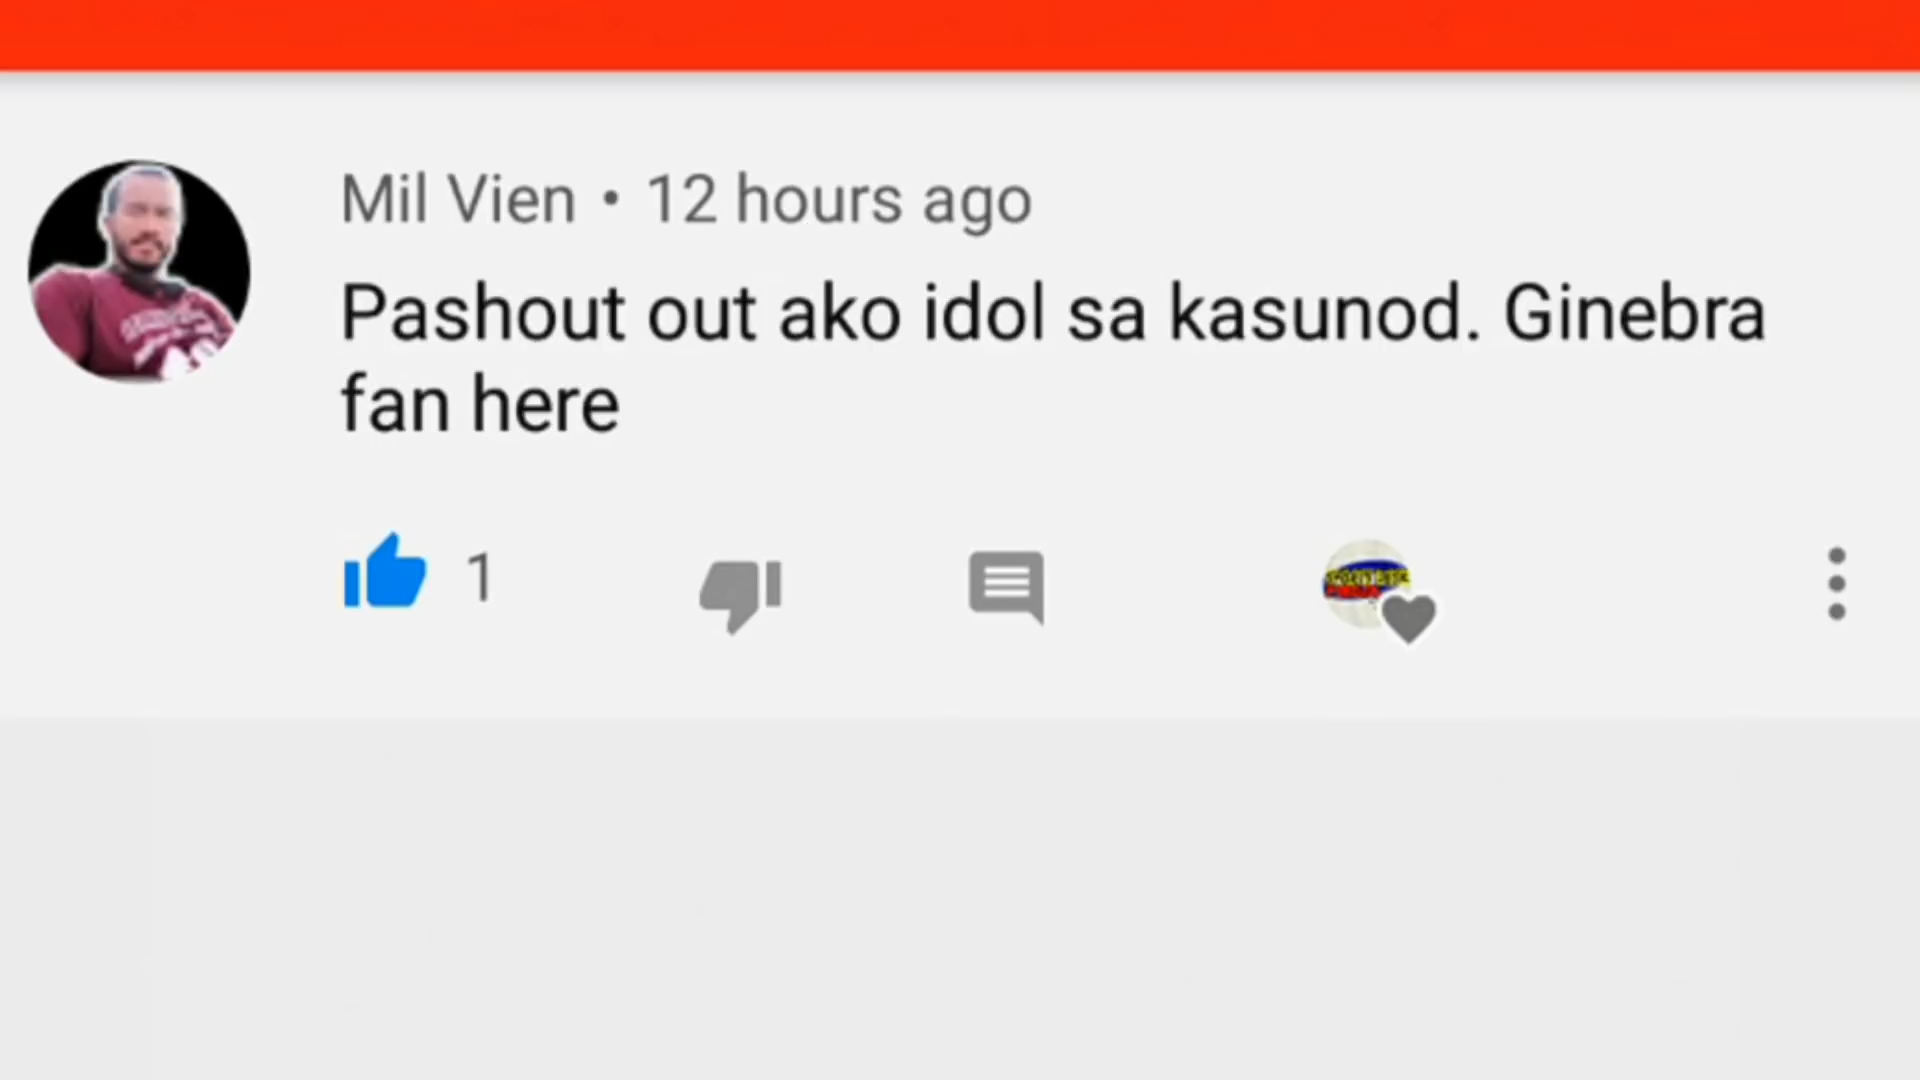 Mil Vien • 12 hours ago
Pashout out ako idol sa kasunod. Ginebra
fan here
1